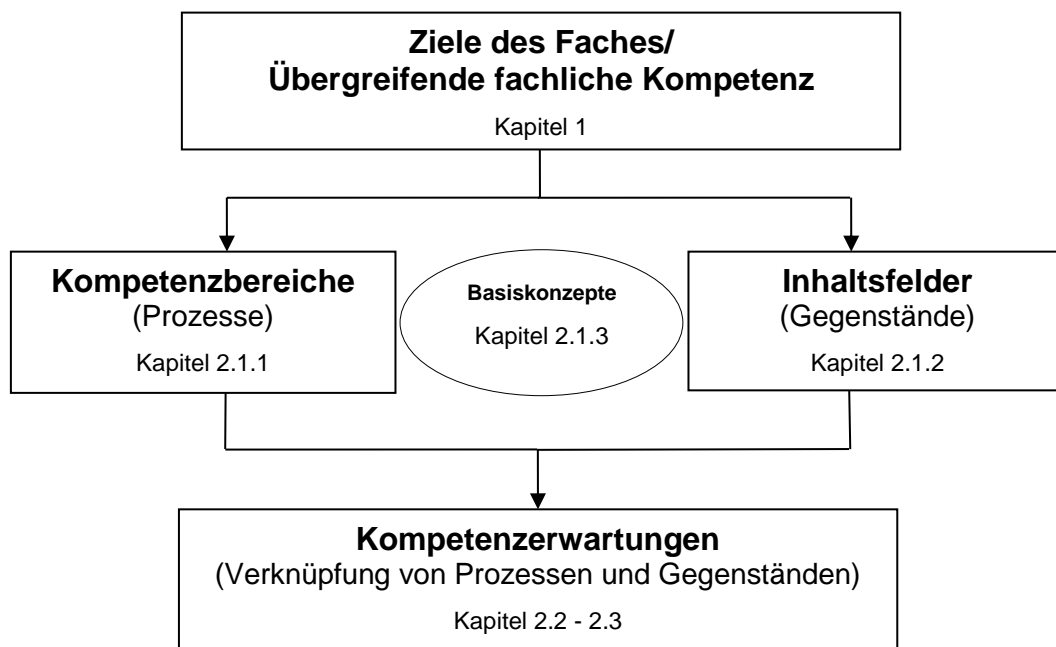 Ziele des Faches/
Übergreifende fachliche Kompetenz
Kapitel 1
Kompetenzbereiche
(Prozesse)
Kapitel 2.1.1
Basiskonzepte
Kapitel 2.1.3
Inhaltsfelder
(Gegenstände)
Kapitel 2.1.2
Kompetenzerwartungen
(Verknüpfung von Prozessen und Gegenständen)
Kapitel 2.2 - 2.3